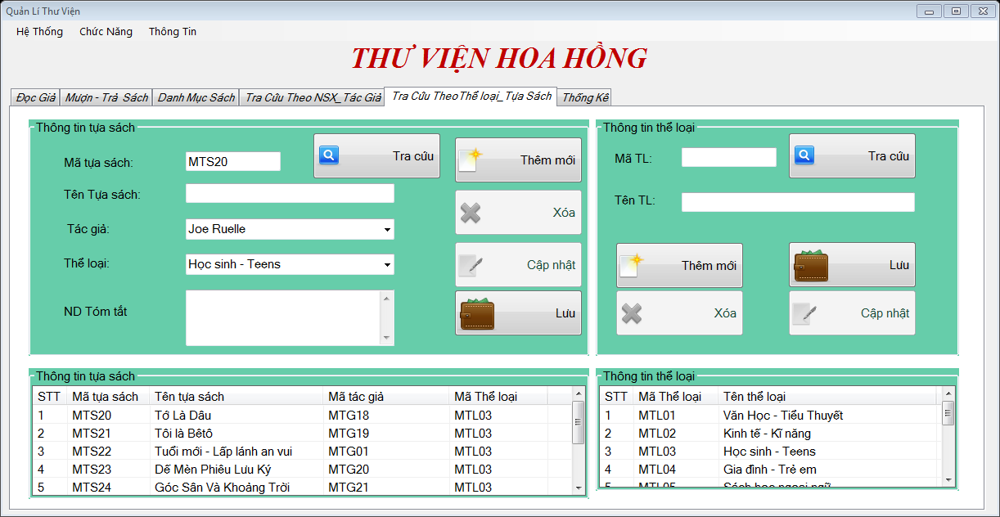 Quản Lí Thư Viện
Hệ Thống Chức Năng Thông Tin
THƯ VIỆN HOA HỒNG
Đọc Giả Mượn - Trả Sách Danh Mục Sách Tra Cứu Theo NSX_Tác Giả Tra Cứu TheoThể loại_Tựa Sách Thống Kê
Thông tin tựa sách
Mã tựa sách: MTS20 Tra cứu Thêm mới
Tên Tựa sách: Xóa
Tác giả: Joe Ruelle
Thể loại: Học sinh - Teens Cập nhật
ND Tóm tắt Lưu
Thông tin thể loại
Mã TL: Tra cứu
Tên TL:
Thêm mới Lưu
Xóa Cập nhật
Thông tin tựa sách
STT Mã tựa sách Tên tựa sách Mã tác giả Mã Thể loại
1 MTS20 Tớ Là Dâu MTG18 MTL03
2 MTS21 Tôi là Bêtô MTG19 MTL03
3 MTS22 Tuổi mới - Lấp lánh an vui MTG01 MTL03
4 MTS23 Dế Mèn Phiêu Lưu Ký MTG20 MTL03
5 MTS24 Góc Sân Và Khoảng Trời MTG21 MTL03
Thông tin thể loại
STT Mã Thể loại Tên thể loại
1 MTL01 Văn Học - Tiểu Thuyết
2 MTL02 Kinh tế - Kĩ năng
3 MTL03 Học sinh - Teens
4 MTL04 Gia đình - Trẻ em
5 MTL05 Sách học ngoại ngữ